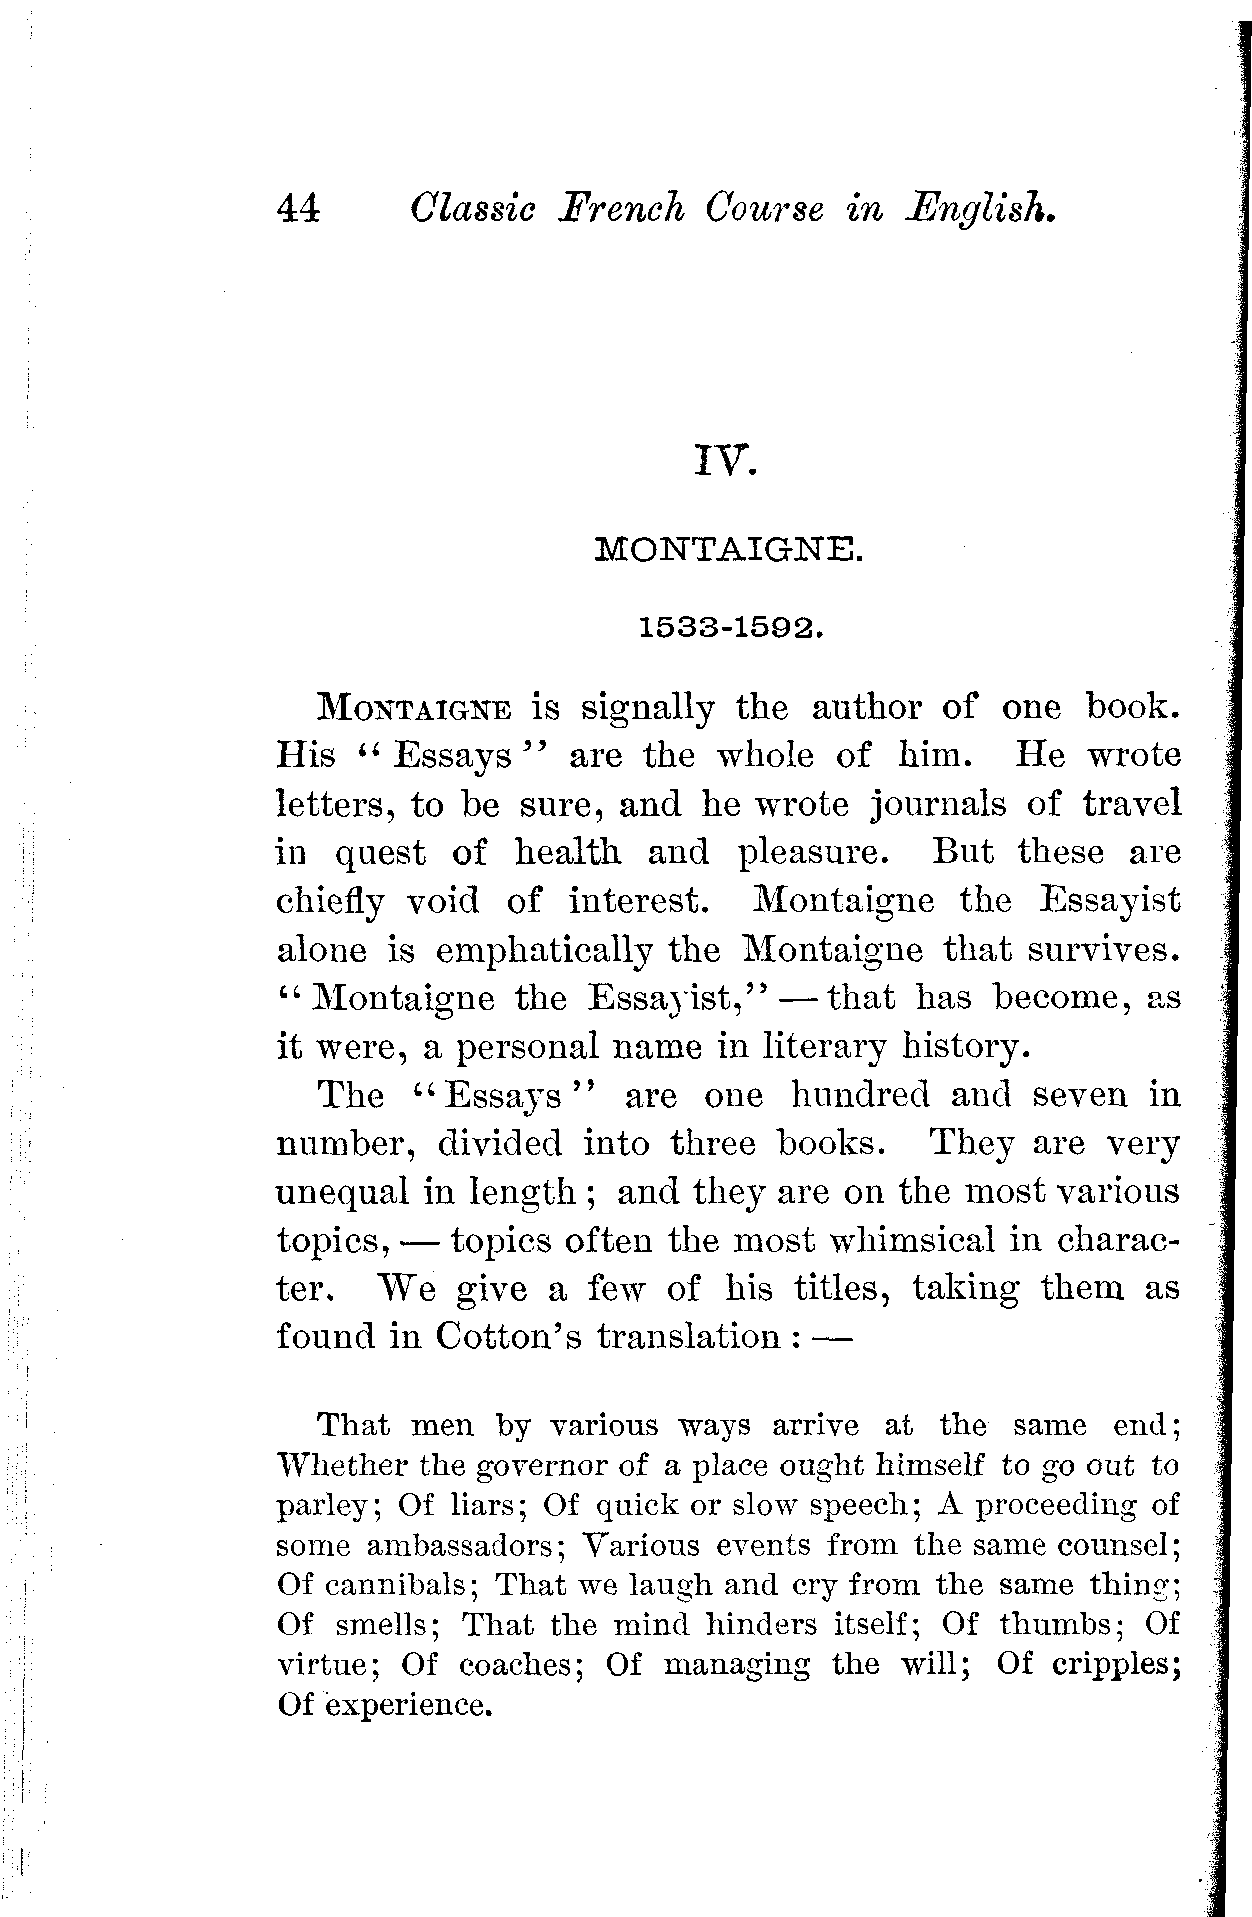 44 Classic French Course in English.
IV.
MONTAIGNE.
1533-1592.
MONTAIGNE is signally the author of one book.
His “ Essays ” are the whole of him. He wrote
letters, to be sure, and he wrote journals of travel
in quest of health and pleasure. But these are
chiefly void of interest. Montaigne the Essayist
alone is emphatically the Montaigne that survives.
“ Montaigne the Essayist,” — that has become, as
it were, a personal name in literary history.
The “ Essays ” are one hundred and seven in
number, divided into three books. They are very
unequal in length ; and they are on the most various
topics, — topics often the most whimsical in charac-
ter. We give a few of his titles, taking them as
found in Cotton’s translation : —
That men by various ways arrive at the same end;
Whether the governor of a place ought himself to go out to
parley; Of liars; Of quick or slow speech; A proceeding of
some ambassadors; Various events from the same counsel;
Of cannibals; That we laugh and cry from the same thing;
Of smells; That the mind hinders itself; Of thumbs; Of
virtue; Of coaches; Of managing the will; Of cripples;
Of experience.